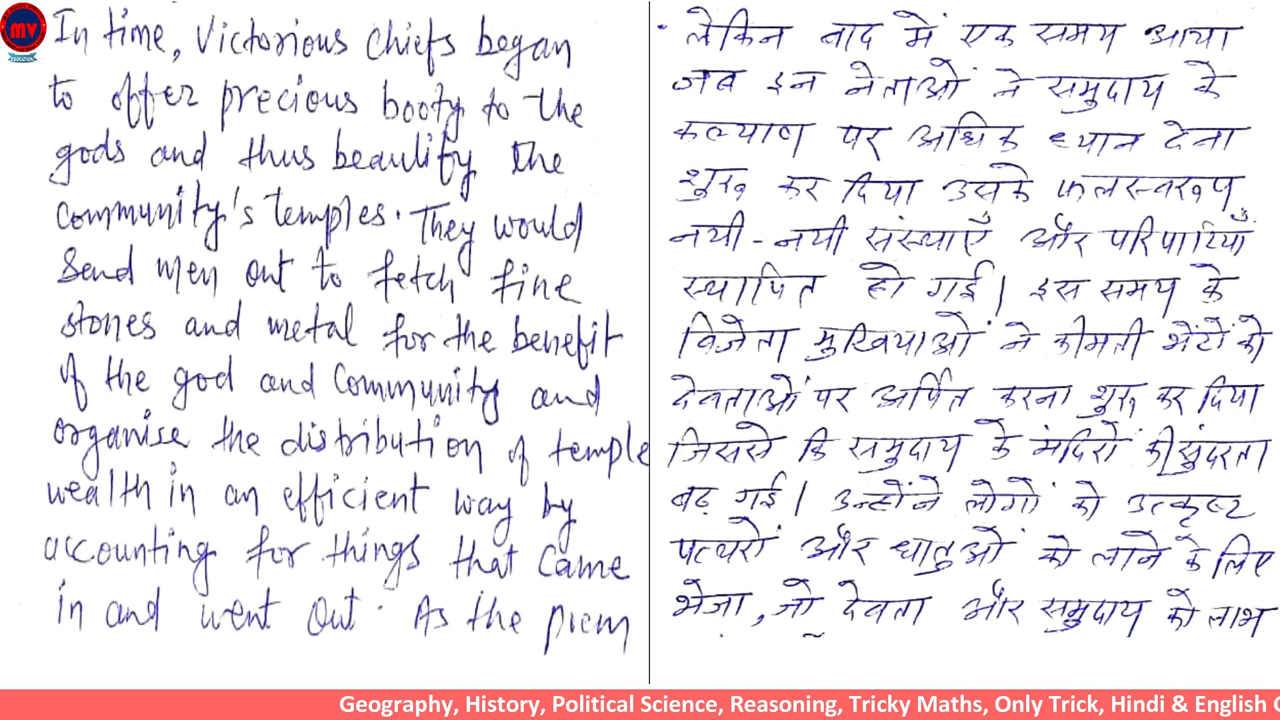 In time, Victorious Chiefs began
to offer precious booty to the
gods and thus beautify the
Community's temples. They would
Send men out to fetch fine
stones and metal for the benefit
of the god and Community and
organise the distribution of temple
wealth in an efficient way by
accounting for things that Came
in and went out. As the piem
• लेकिन बाद में एक समय आया
जब इन नेताओं ने समुदाय के
कल्याण पर अधिक ध्यान देना
शुरू कर दिया उसके फलस्वरूप
नयी - नयी संस्थाएँ और परिपाटियाँ
स्थापित हो गई। इस समय के
विजेता मुखियाओं ने कीमती भेंटों को
देवताओं पर अर्पित करना शुरू कर दिया
जिससे कि समुदाय के मंदिरों की सुंदरता
बढ़ गई। उन्होंने लोगों को उत्कृष्ट
पत्थरों और धातुओं को लाने के लिए
भेजा, जो देवता और समुदाय को लाभ
mv
EDUCATION
Geography, History, Political Science, Reasoning, Tricky Maths, Only Trick, Hindi & English